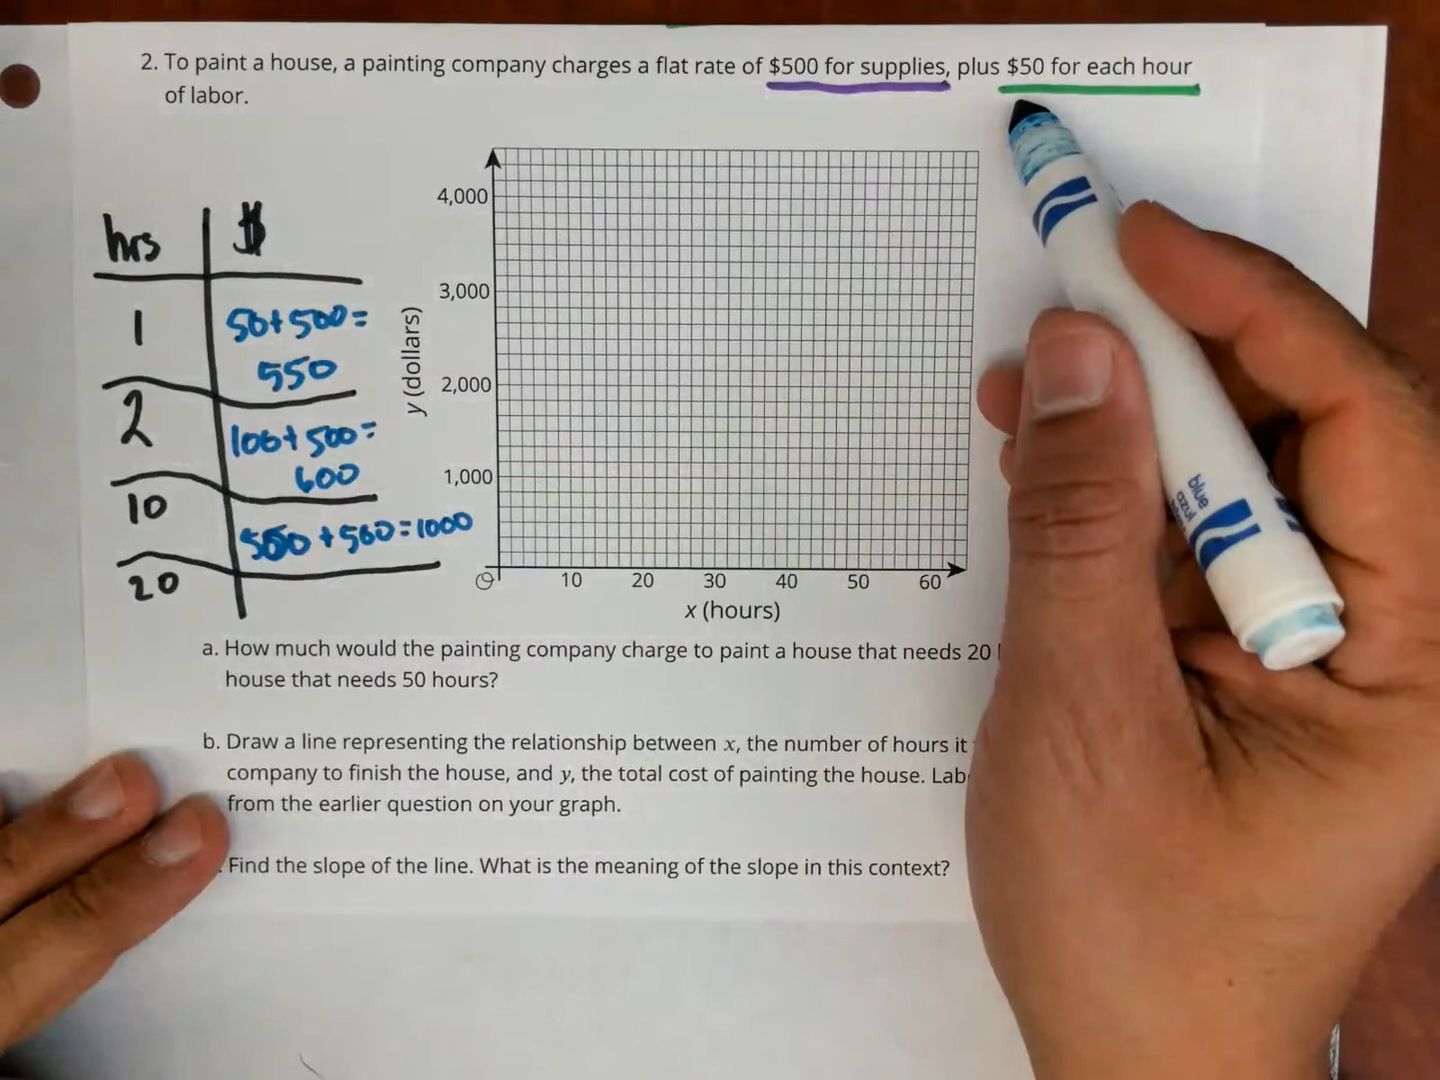 2. To paint a house, a painting company charges a flat rate of $500 for supplies, plus $50 for each hour
of labor.
hrs $
1 50+500=
550
2 100+500=
600
10 500+500=1000
20
4,000
3,000
2,000
1,000
y (dollars)
O 10 20 30 40 50 60
x (hours)
a. How much would the painting company charge to paint a house that needs 20
house that needs 50 hours?
b. Draw a line representing the relationship between x, the number of hours it
company to finish the house, and y, the total cost of painting the house.
from the earlier question on your graph.
Find the slope of the line. What is the meaning of the slope in this context?
blue
azul